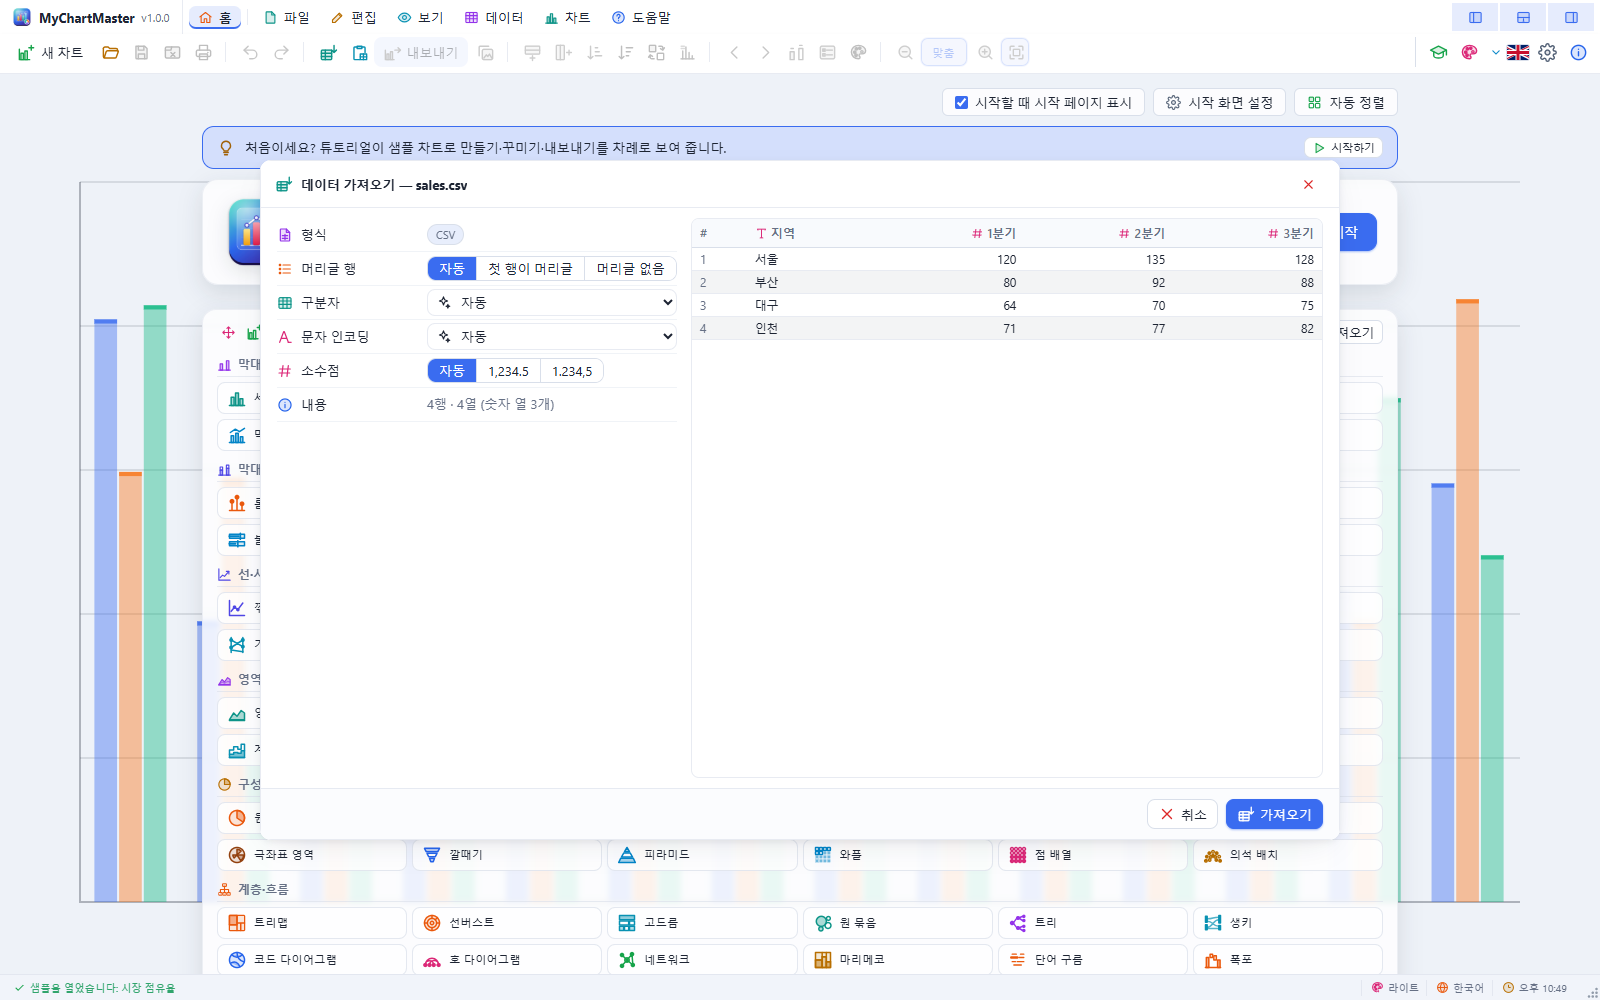 MyChartMaster v1.0.0 홈 파일 편집 보기 데이터 차트 도움말
새 차트 내보내기 맞춤
시작할 때 시작 페이지 표시 시작 화면 설정 자동 정렬
처음이세요? 튜토리얼이 샘플 차트로 만들기·꾸미기·내보내기를 차례로 보여 줍니다. 시작하기
데이터 가져오기 — sales.csv
형식 CSV
머리글 행 자동 첫 행이 머리글 머리글 없음
구분자 자동
문자 인코딩 자동
소수점 자동 1,234.5 1.234,5
내용 4행 · 4열 (숫자 열 3개)
# 지역 1분기 2분기 3분기
1 서울 120 135 128
2 부산 80 92 88
3 대구 64 70 75
4 인천 71 77 82
취소 가져오기
극좌표 영역 깔때기 피라미드 와플 점 배열 의석 배치
계층·흐름
트리맵 선버스트 고드름 원 묶음 트리 생키
코드 다이어그램 호 다이어그램 네트워크 마리메코 단어 구름 폭포
샘플을 열었습니다: 시장 점유율 라이트 한국어 오후 10:49